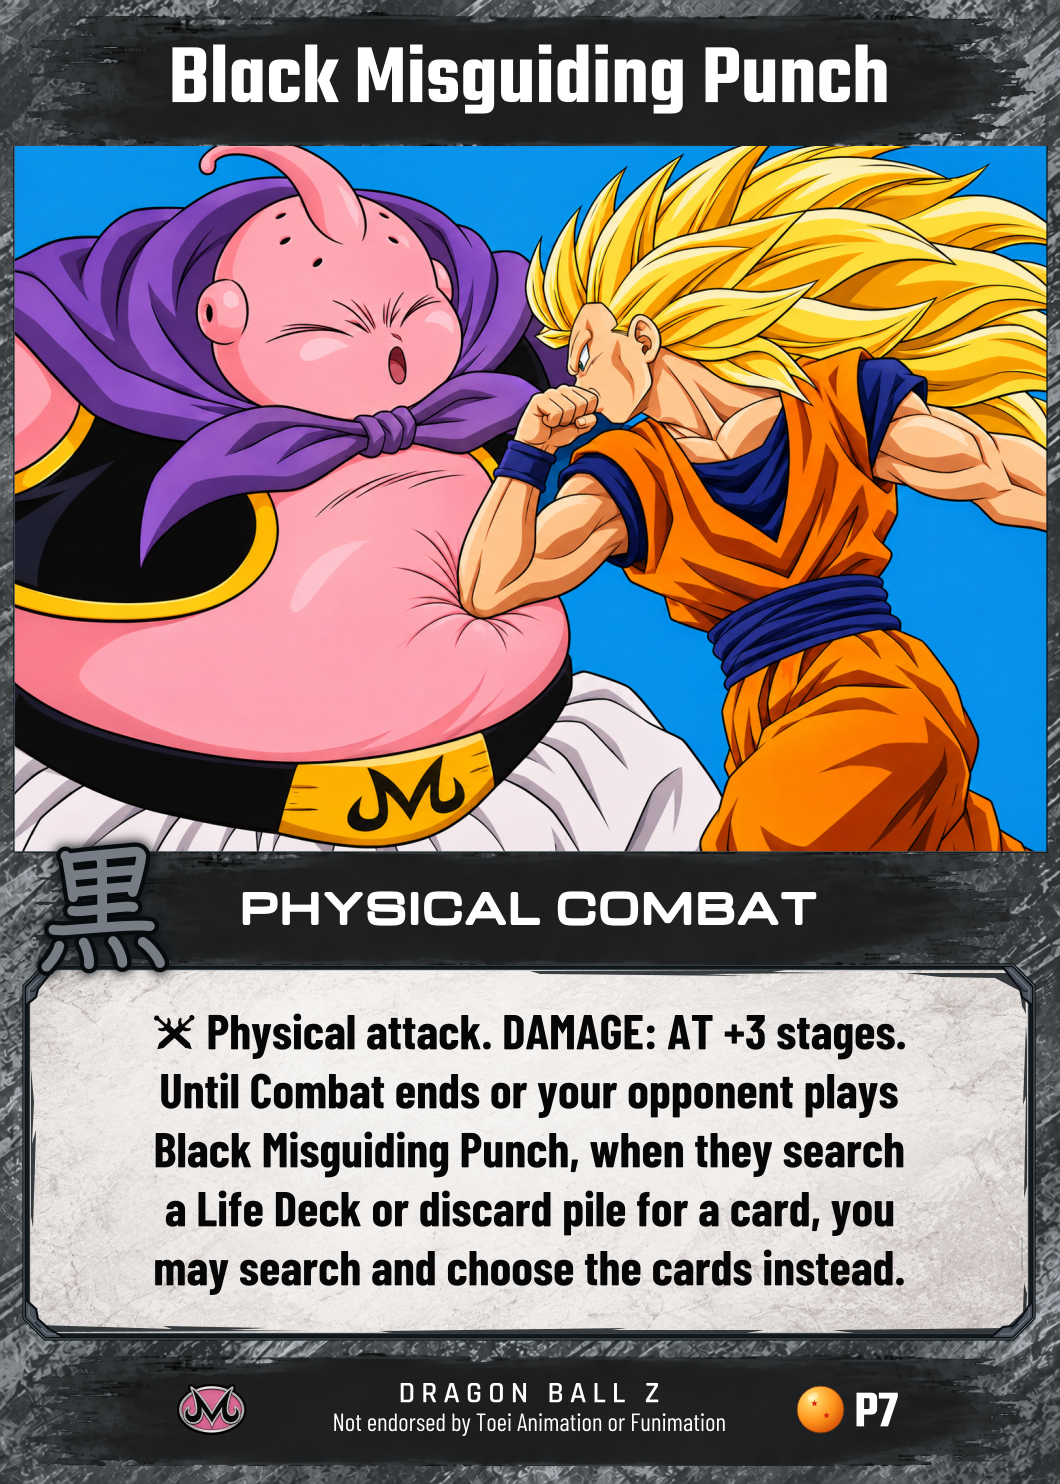 Black Misguiding Punch
黒
PHYSICAL COMBAT
Physical attack. DAMAGE: AT +3 stages.
Until Combat ends or your opponent plays
Black Misguiding Punch, when they search
a Life Deck or discard pile for a card, you
may search and choose the cards instead.
DRAGON BALL Z
Not endorsed by Toei Animation or Funimation
P7